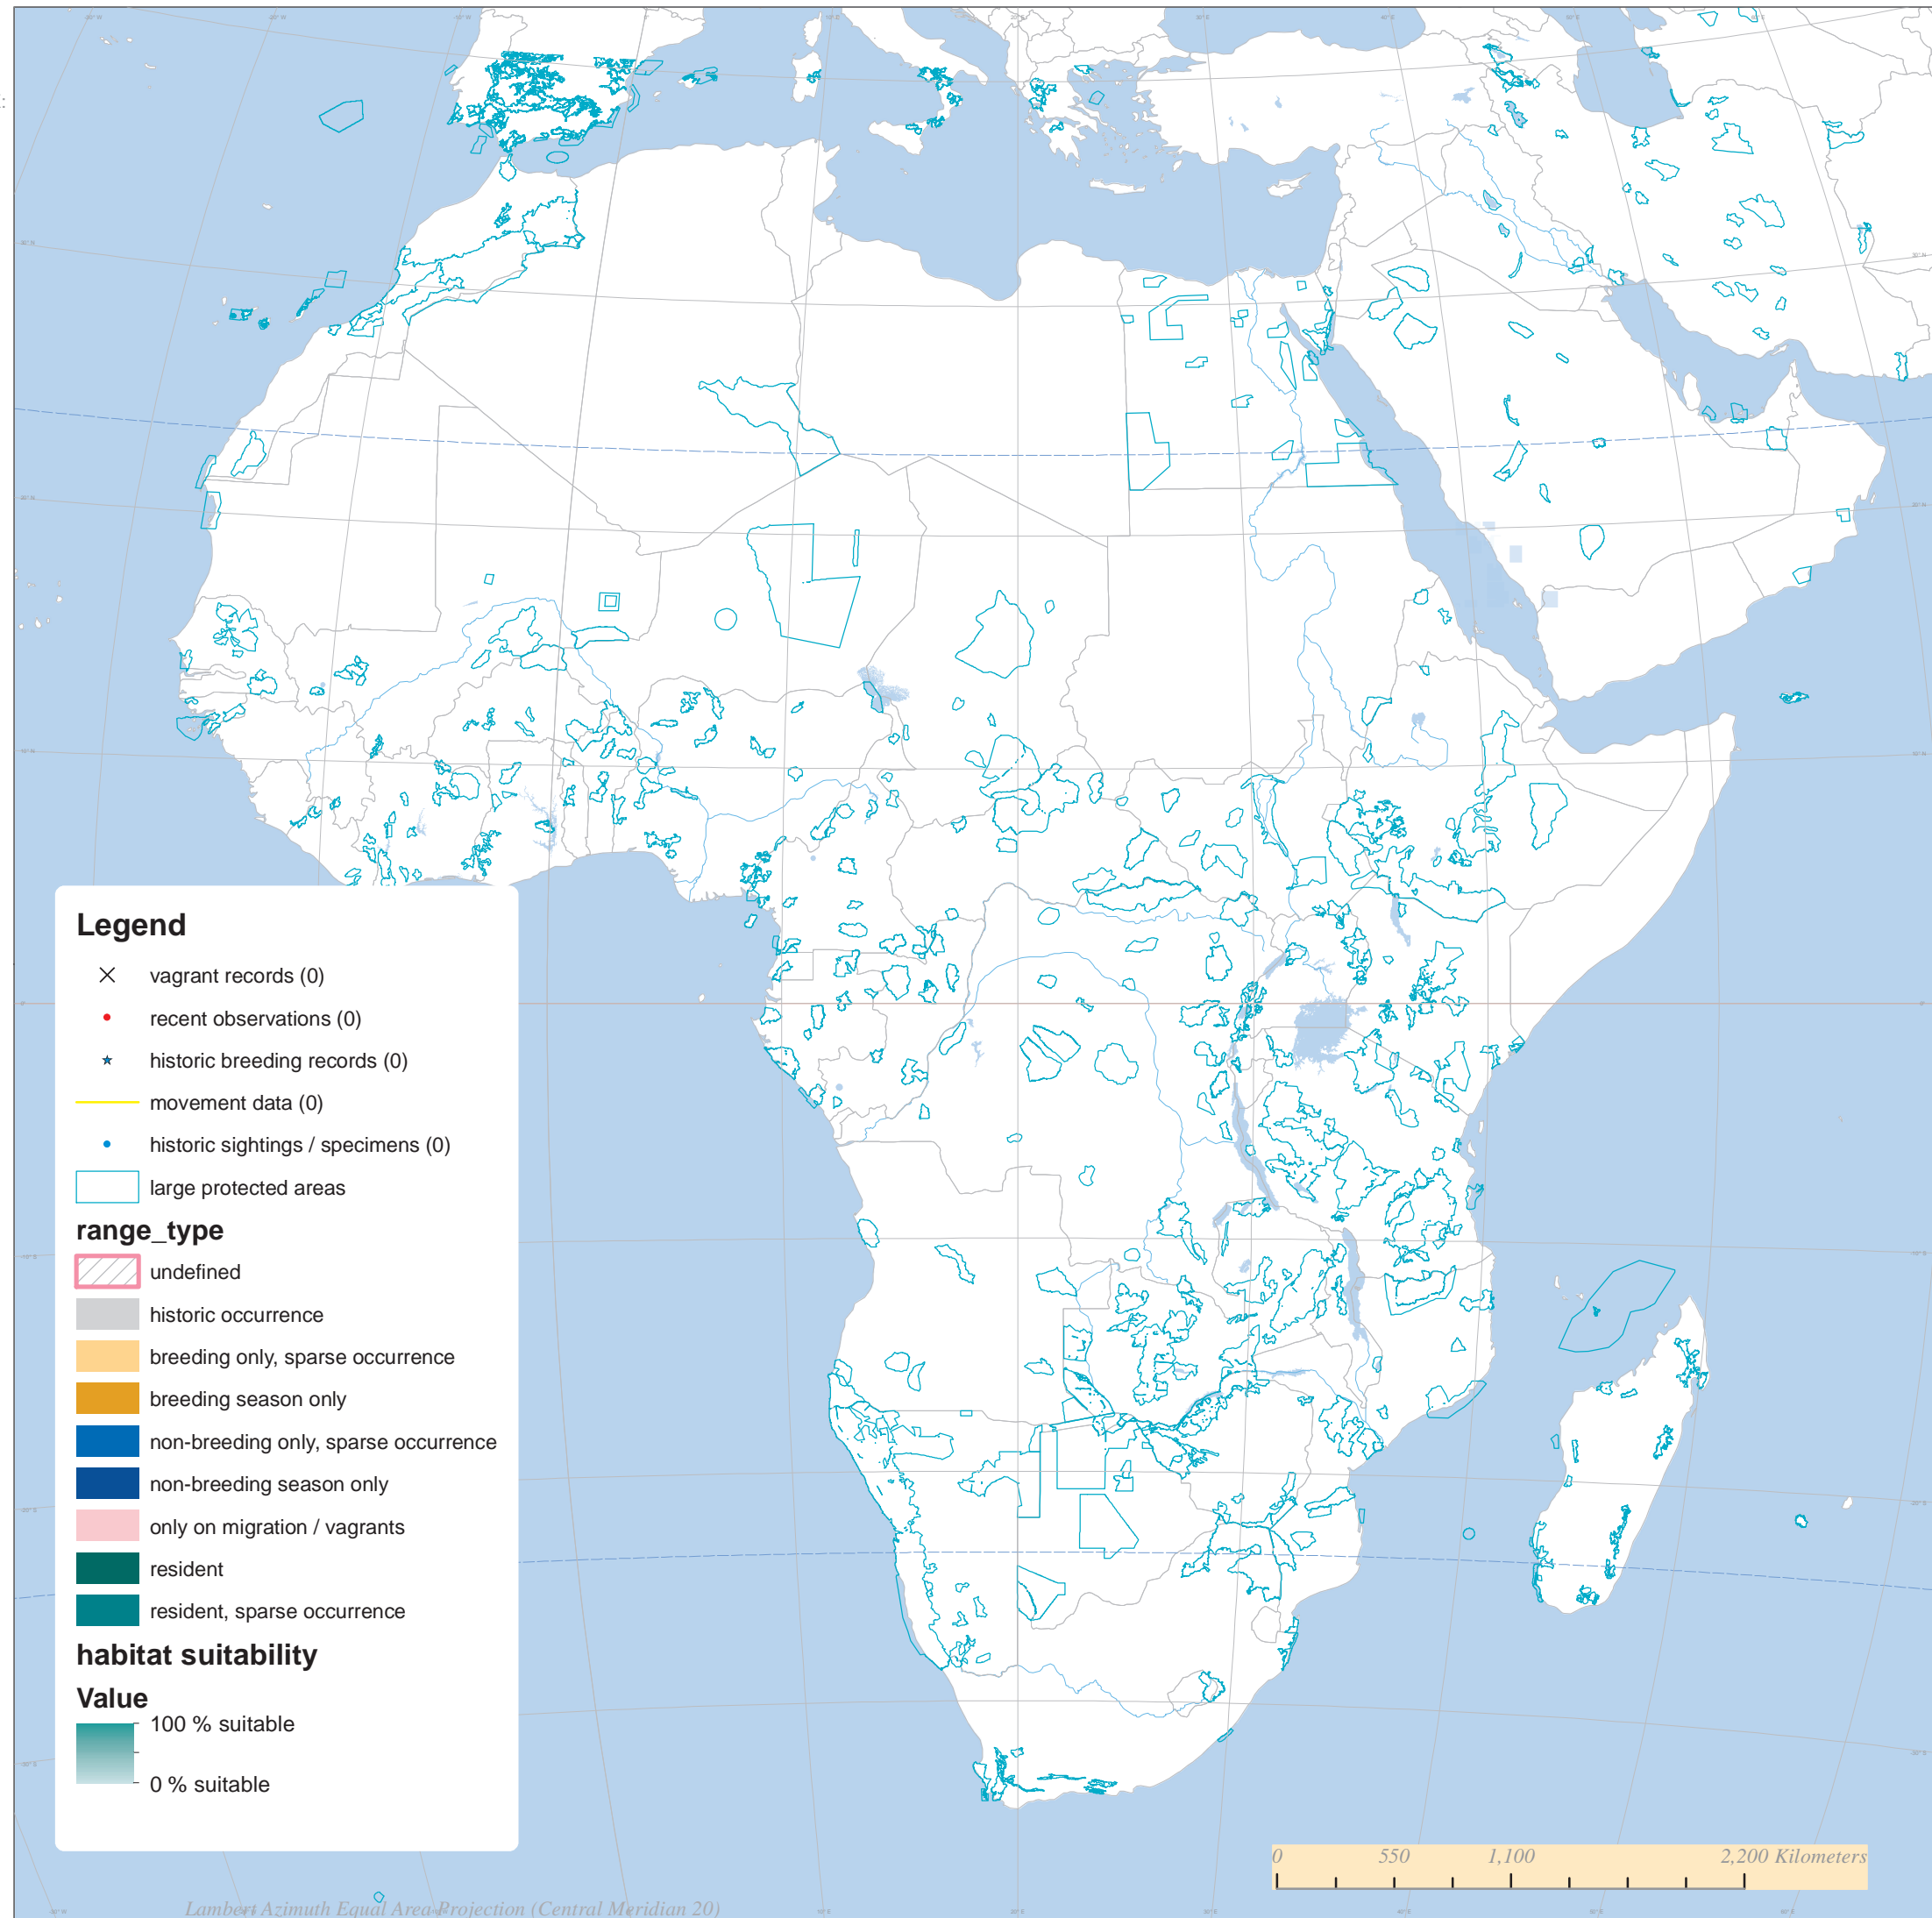 Legend
vagrant records (0)
recent observations (0)
historic breeding records (0)
movement data (0)
historic sightings / specimens (0)
large protected areas
range_type
undefined
historic occurrence
breeding only, sparse occurrence
breeding season only
non-breeding only, sparse occurrence
non-breeding season only
only on migration / vagrants
resident
resident, sparse occurrence
habitat suitability
Value
100 % suitable
0 % suitable
0 550 1,100 2,200 Kilometers
Lambert Azimuth Equal Area Projection (Central Meridian 20)